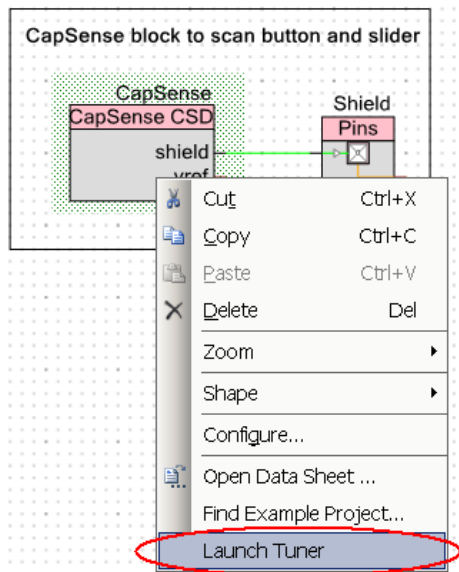 CapSense block to scan button and slider
CapSense
CapSense CSD
shield
vref
Shield
Pins
Cut Ctrl+X
Copy Ctrl+C
Paste Ctrl+V
Delete Del
Zoom
Shape
Configure...
Open Data Sheet ...
Find Example Project...
Launch Tuner